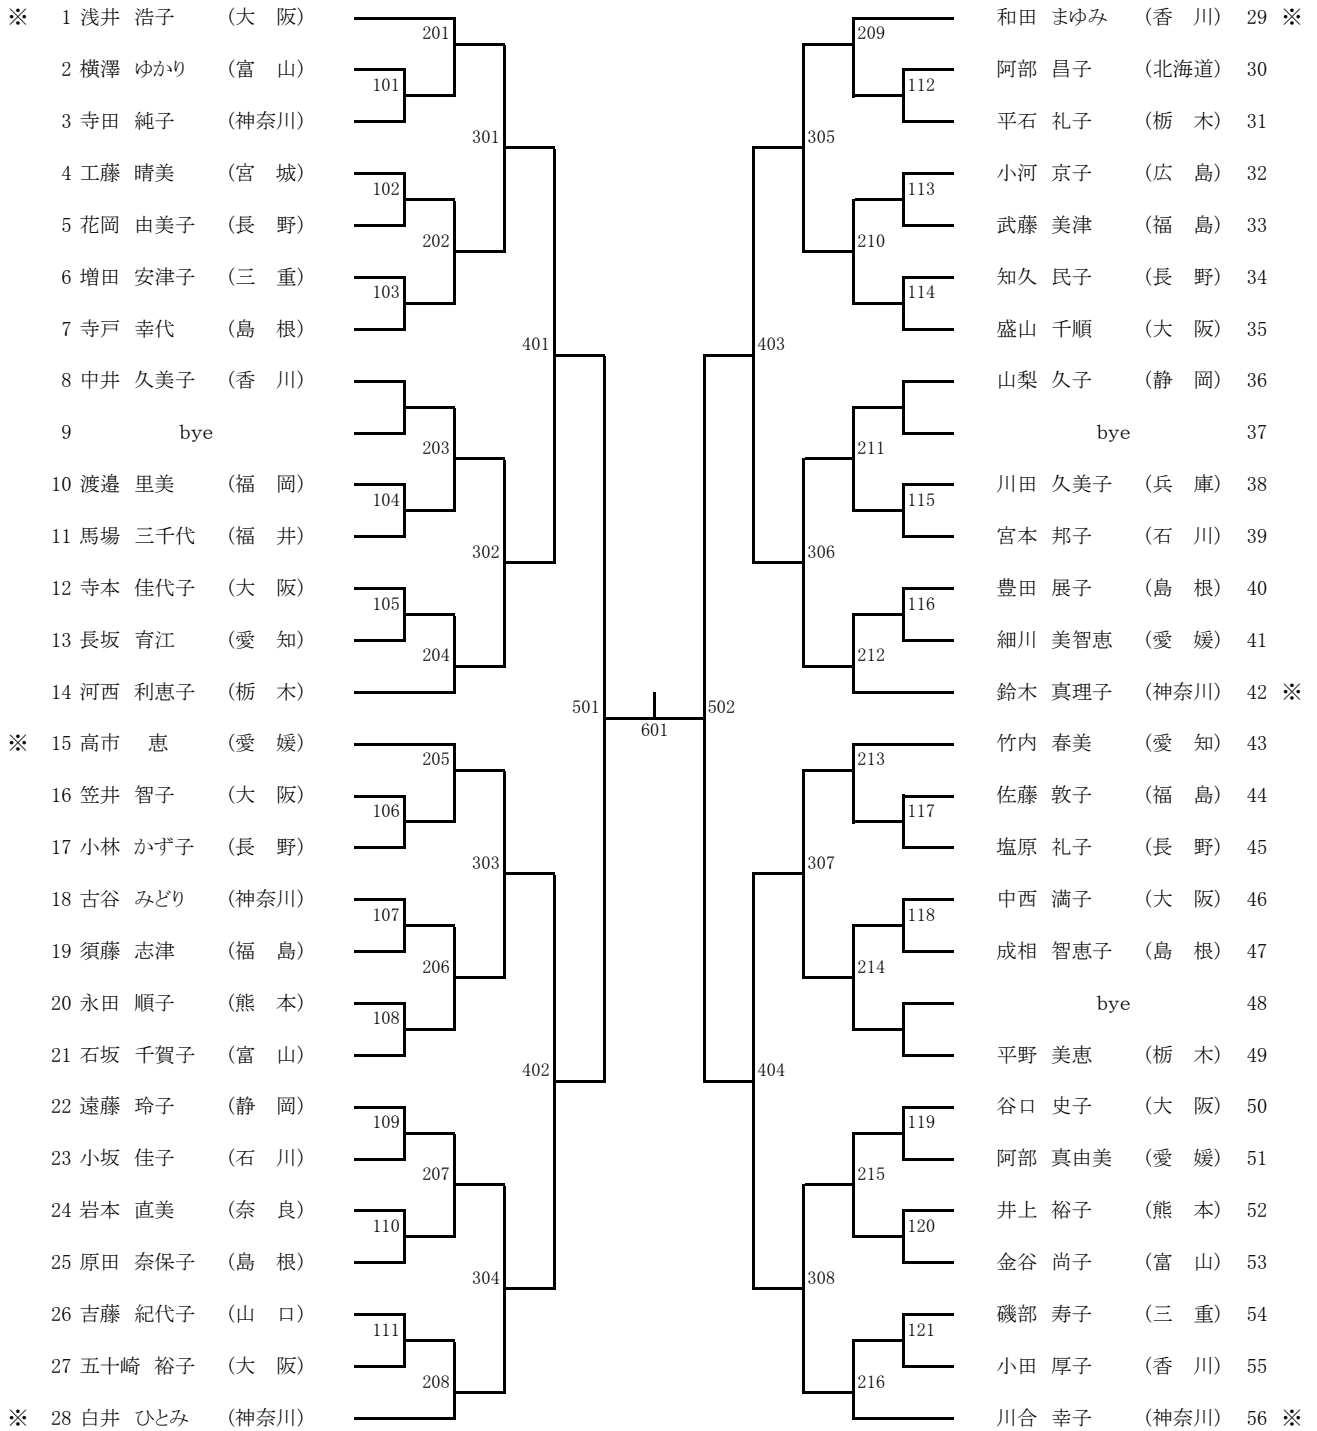 ※ 1 浅井 浩子 (大 阪)
2 横澤 ゆかり (富 山)
3 寺田 純子 (神奈川)
4 工藤 晴美 (宮 城)
5 花岡 由美子 (長 野)
6 増田 安津子 (三 重)
7 寺戸 幸代 (島 根)
8 中井 久美子 (香 川)
9 bye
10 渡邉 里美 (福 岡)
11 馬場 三千代 (福 井)
12 寺本 佳代子 (大 阪)
13 長坂 育江 (愛 知)
14 河西 利恵子 (栃 木)
※ 15 高市 恵 (愛 媛)
16 笠井 智子 (大 阪)
17 小林 かず子 (長 野)
18 古谷 みどり (神奈川)
19 須藤 志津 (福 島)
20 永田 順子 (熊 本)
21 石坂 千賀子 (富 山)
22 遠藤 玲子 (静 岡)
23 小坂 佳子 (石 川)
24 岩本 直美 (奈 良)
25 原田 奈保子 (島 根)
26 吉藤 紀代子 (山 口)
27 五十崎 裕子 (大 阪)
※ 28 白井 ひとみ (神奈川)
101
102
103
104
105
106
107
108
109
110
111
201
202
203
204
205
206
207
208
301
302
303
304
401
402
501
601
502
403
404
305
306
307
308
209
210
211
212
213
214
215
216
112
113
114
115
116
117
118
119
120
121
和田 まゆみ (香 川) 29 ※
阿部 昌子 (北海道) 30
平石 礼子 (栃 木) 31
小河 京子 (広 島) 32
武藤 美津 (福 島) 33
知久 民子 (長 野) 34
盛山 千順 (大 阪) 35
山梨 久子 (静 岡) 36
bye 37
川田 久美子 (兵 庫) 38
宮本 邦子 (石 川) 39
豊田 展子 (島 根) 40
細川 美智恵 (愛 媛) 41
鈴木 真理子 (神奈川) 42 ※
竹内 春美 (愛 知) 43
佐藤 敦子 (福 島) 44
塩原 礼子 (長 野) 45
中西 満子 (大 阪) 46
成相 智恵子 (島 根) 47
bye 48
平野 美恵 (栃 木) 49
谷口 史子 (大 阪) 50
阿部 真由美 (愛 媛) 51
井上 裕子 (熊 本) 52
金谷 尚子 (富 山) 53
磯部 寿子 (三 重) 54
小田 厚子 (香 川) 55
川合 幸子 (神奈川) 56 ※